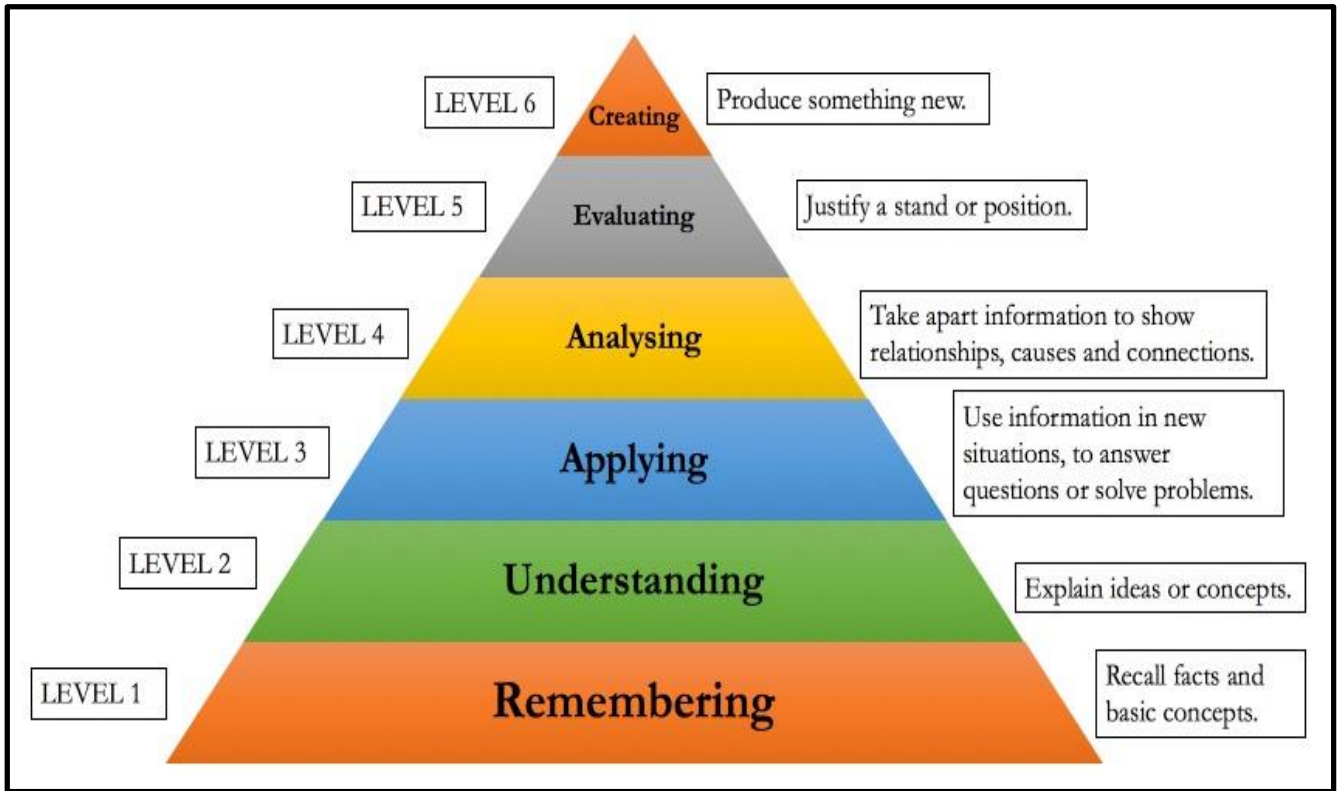 LEVEL 6
Creating
Produce something new.
LEVEL 5
Evaluating
Justify a stand or position.
LEVEL 4
Analysing
Take apart information to show
relationships, causes and connections.
LEVEL 3
Applying
Use information in new
situations, to answer
questions or solve problems.
LEVEL 2
Understanding
Explain ideas or concepts.
LEVEL 1
Remembering
Recall facts and
basic concepts.